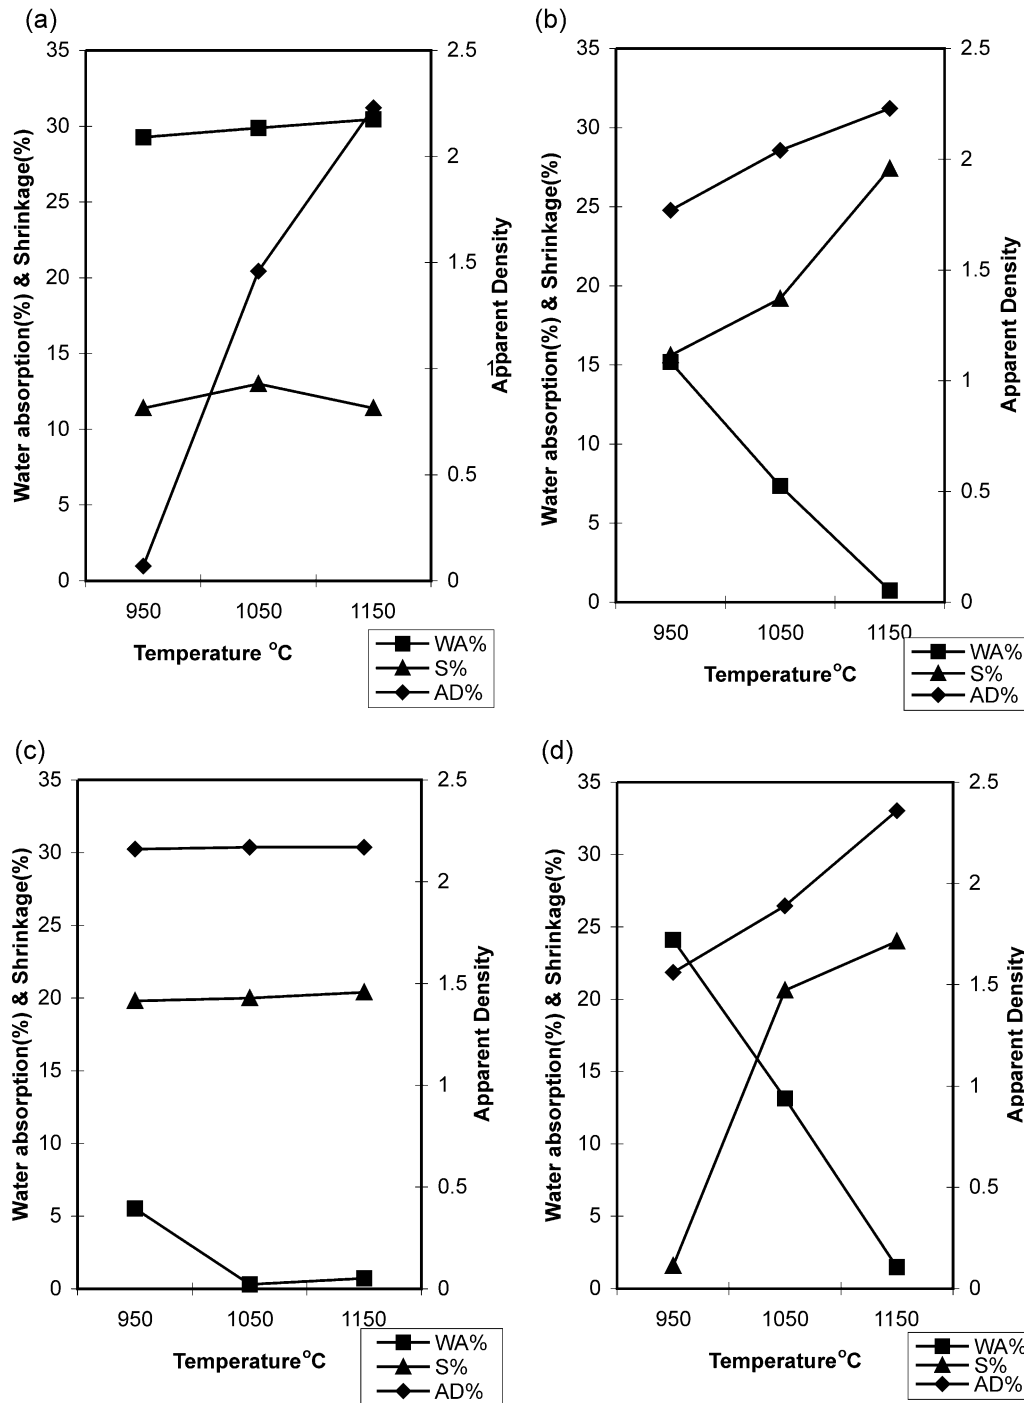 (a)
35
30
25
20
15
10
5
0
2.5
2
1.5
1
0.5
0
Water absorption(%) & Shrinkage(%)
Apparent Density
950 1050 1150
Temperature °C
WA%
S%
AD%
(b)
35
30
25
20
15
10
5
0
2.5
2
1.5
1
0.5
0
Water absorption(%) & Shrinkage(%)
Apparent Density
950 1050 1150
Temperature°C
WA%
S%
AD%
(c)
35
30
25
20
15
10
5
0
2.5
2
1.5
1
0.5
0
Water absorption(%) & Shrinkage(%)
Apparent Density
950 1050 1150
Temperature°C
WA%
S%
AD%
(d)
35
30
25
20
15
10
5
0
2.5
2
1.5
1
0.5
0
Water absorption(%) & Shrinkage(%)
Apparent Density
950 1050 1150
Temperature°C
WA%
S%
AD%